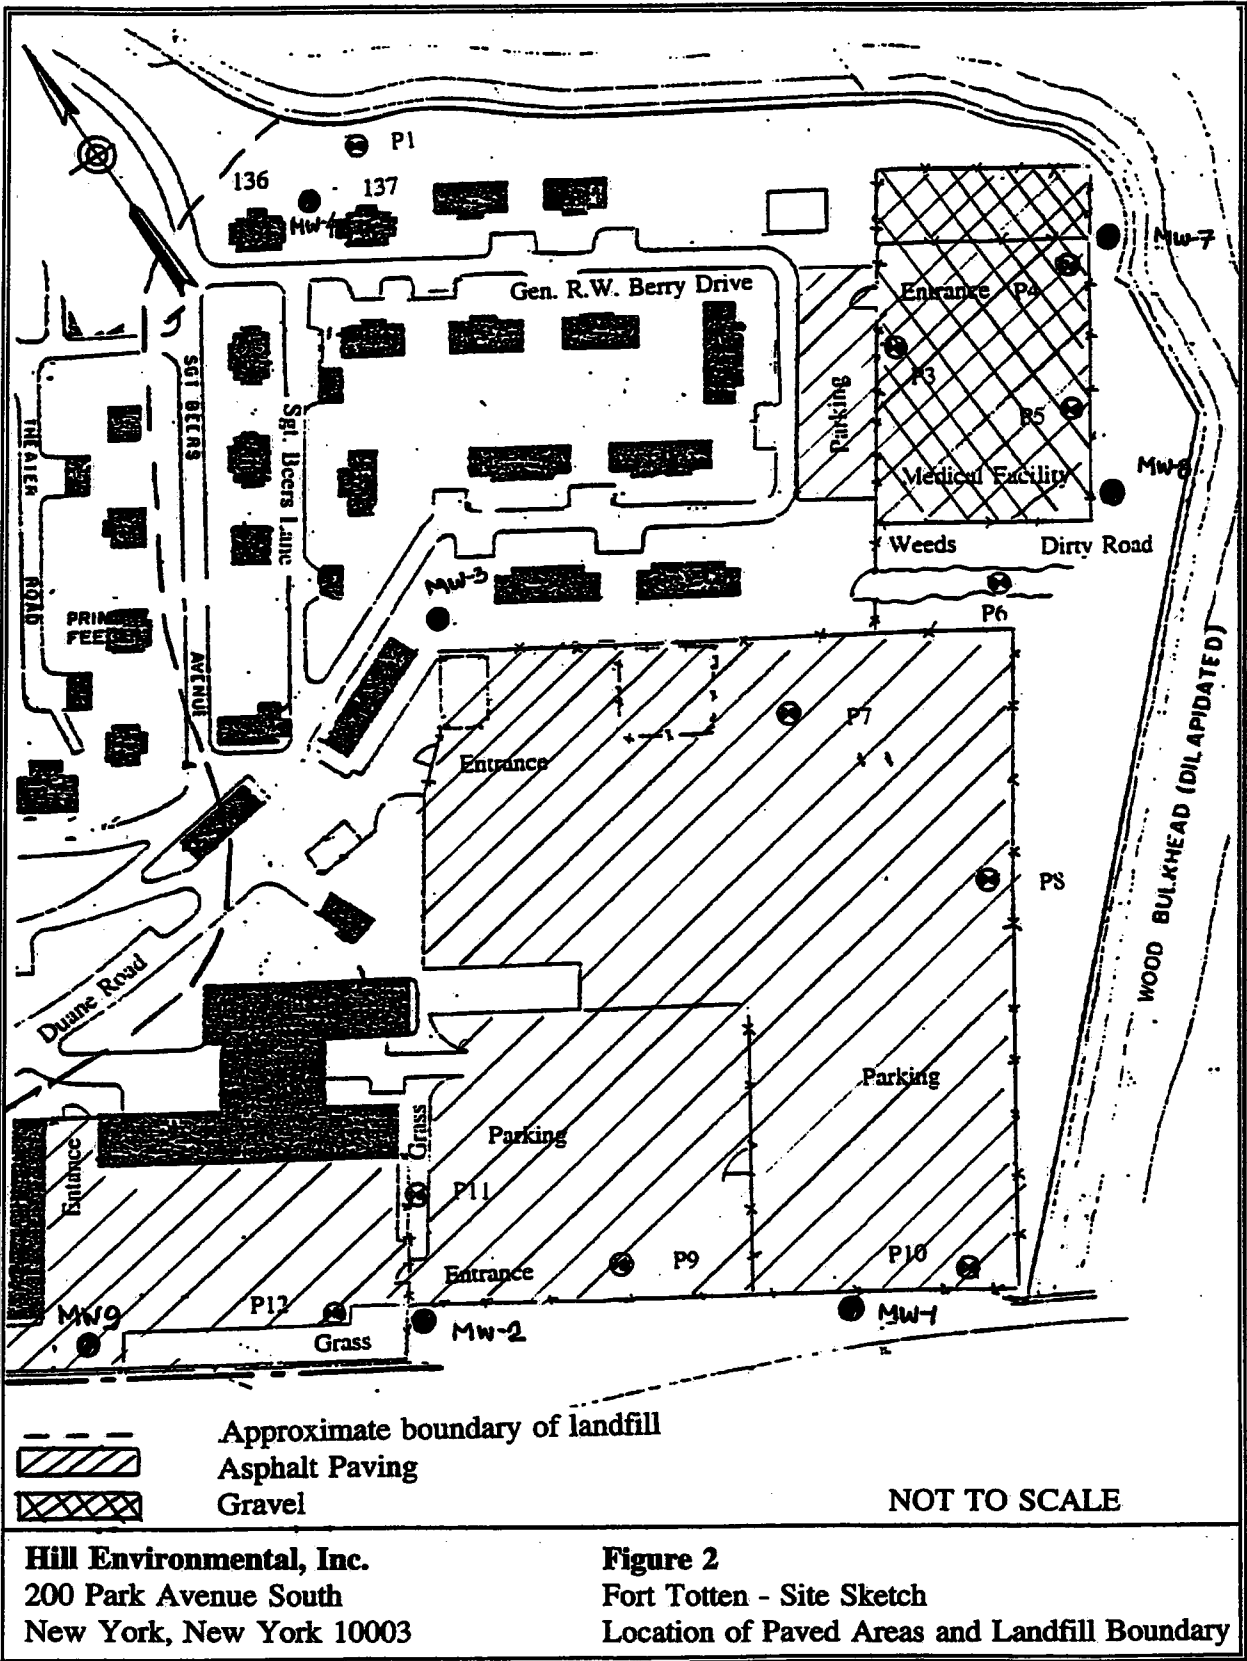 P1
136
137
MW-4
MW-7
Gen. R.W. Berry Drive
Entrance
P4
P3
Parking
P5
SGT BEERS
AVENUE
THEATER
ROAD
Sgt. Beers Lane
Medical Facility
MW-8
Weeds
Dirty Road
MW-3
P6
P7
Entrance
WOOD BULKHEAD (DILAPIDATED)
P8
Duane Road
Parking
Parking
Grass
Entrance
P11
P9
P10
Entrance
P12
MW9
MW-2
MW-1
Grass
Approximate boundary of landfill
Asphalt Paving
Gravel
NOT TO SCALE
Hill Environmental, Inc.
200 Park Avenue South
New York, New York 10003
Figure 2
Fort Totten - Site Sketch
Location of Paved Areas and Landfill Boundary